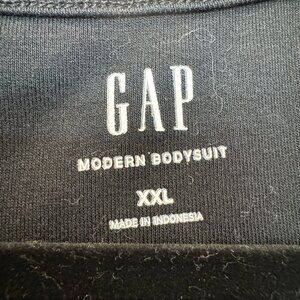 GAP
MODERN BODYSUIT
XXL
MADE IN INDONESIA